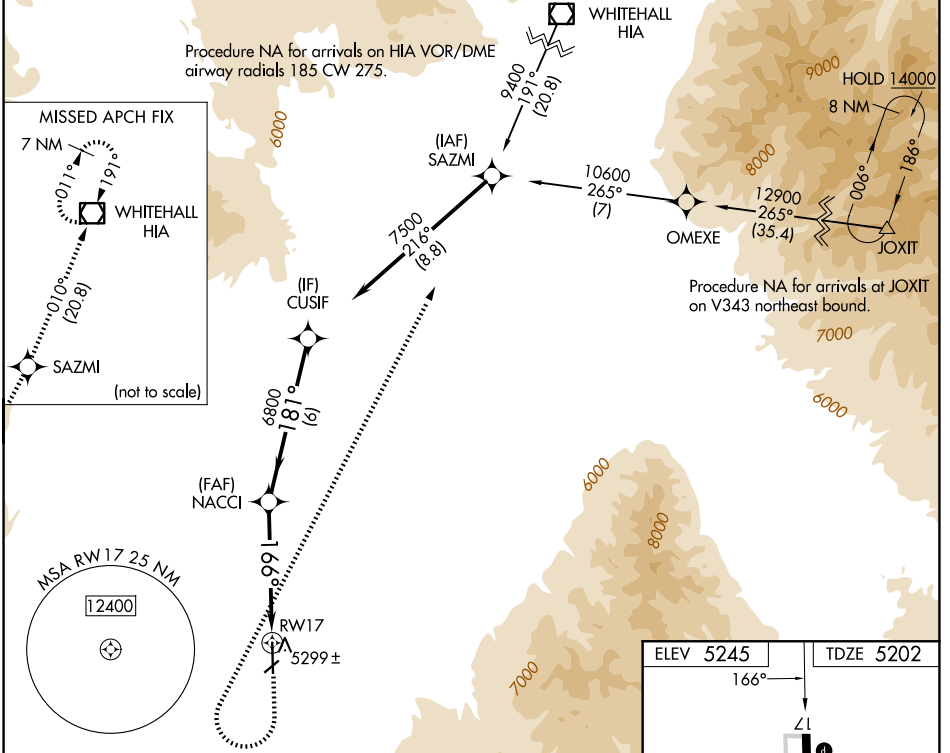 WHITEHALL
HIA
Procedure NA for arrivals on HIA VOR/DME
airway radials 185 CW 275.
9400
191°
(20.8)
9000
HOLD 14000
8 NM
006°
186°
JOXIT
MISSED APCH FIX
7 NM
011°
191°
WHITEHALL
HIA
010°
(20.8)
SAZMI
(not to scale)
6000
(IAF)
SAZMI
8000
10600
265°
(7)
OMEXE
12900
265°
(35.4)
7500
216°
(8.8)
Procedure NA for arrivals at JOXIT
on V343 northeast bound.
7000
6000
(IF)
CUSIF
6800
181°
(6)
(FAF)
NACCI
166°
6000
8000
7000
MSA RW17 25 NM
12400
RW17
5299±
ELEV 5245
TDZE 5202
166°
17
d